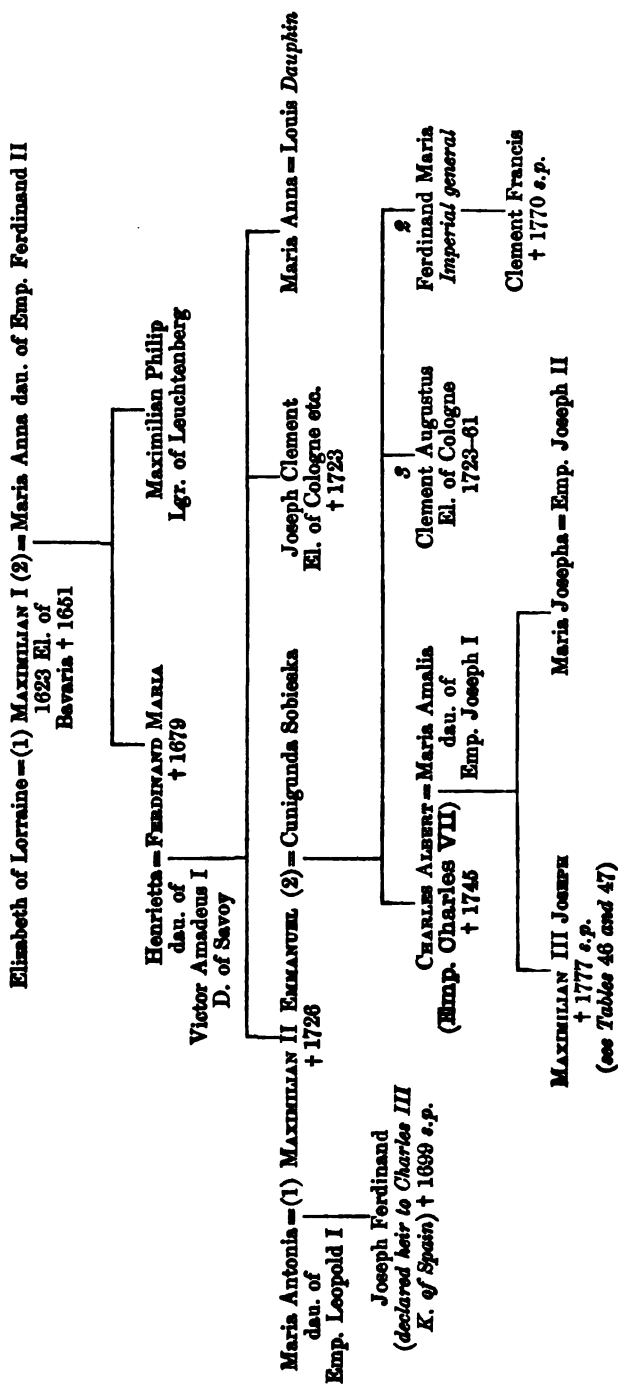 Elizabeth of Lorraine=(1) MAXIMILIAN I (2)=Maria Anna dau. of Emp. Ferdinand II
1623 El. of
Bavaria † 1651
Henrietta=FERDINAND MARIA
dau. of † 1679
Victor Amadeus I
D. of Savoy
Maximilian Philip
Lgr. of Leuchtenberg
Maria Antonia=(1) MAXIMILIAN II EMMANUEL (2)=Cunigunda Sobieska
dau. of † 1726
Emp. Leopold I
Joseph Clement
El. of Cologne etc.
† 1723
Maria Anna=Louis Dauphin
Joseph Ferdinand
(declared heir to Charles III
K. of Spain) † 1699 s.p.
CHARLES ALBERT=Maria Amalia
(Emp. Charles VII) dau. of
† 1745 Emp. Joseph I
3
Clement Augustus
El. of Cologne
1723–61
2
Ferdinand Maria
Imperial general
Clement Francis
† 1770 s.p.
MAXIMILIAN III JOSEPH
† 1777 s.p.
(see Tables 46 and 47)
Maria Josepha=Emp. Joseph II